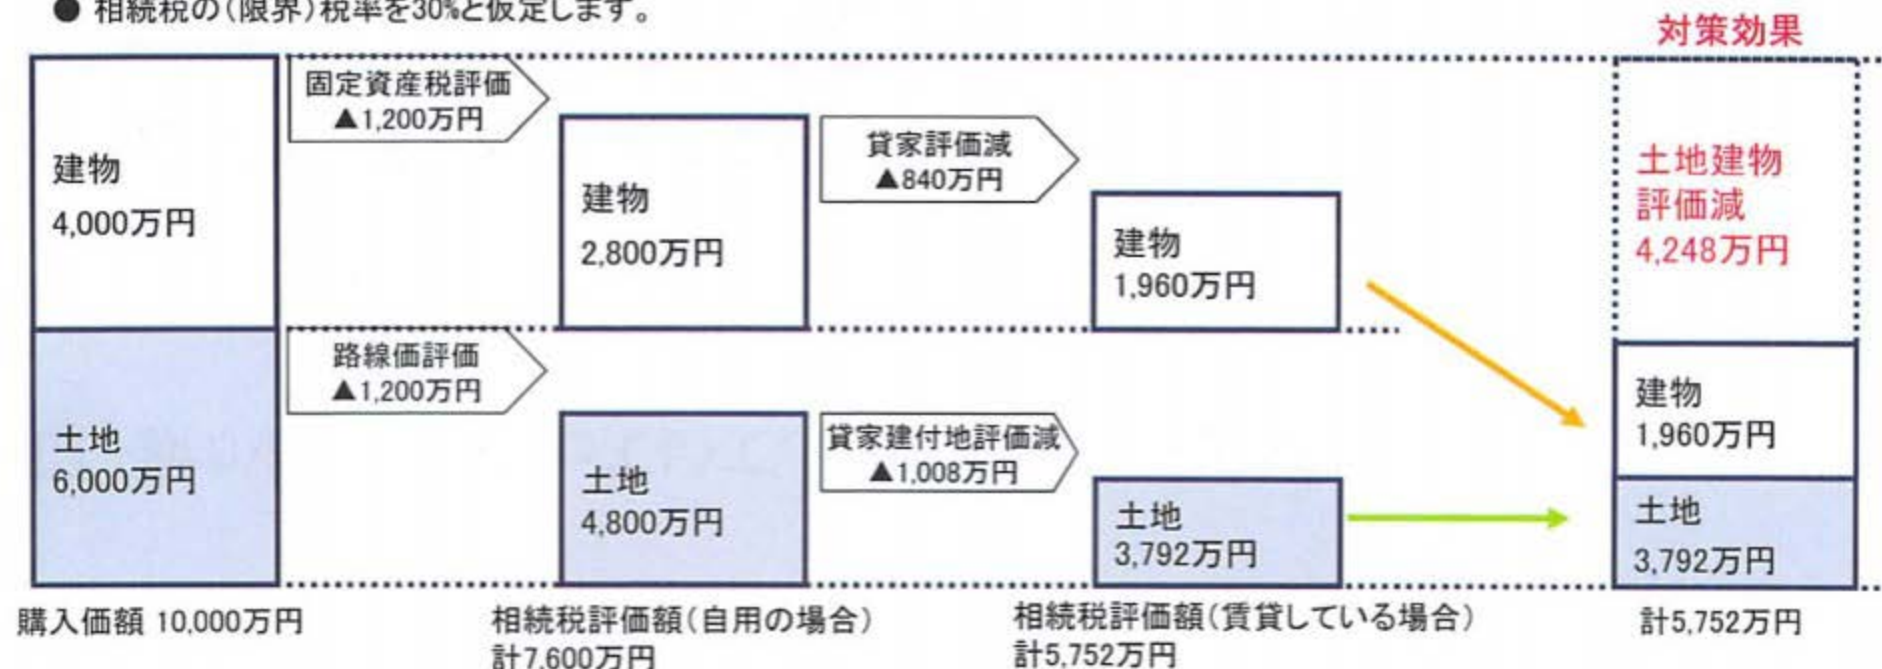 ● 相続税の(限界)税率を30%と仮定します。
対策効果
固定資産税評価
▲1,200万円
建物
4,000万円
貸家評価減
▲840万円
建物
2,800万円
建物
1,960万円
土地建物
評価減
4,248万円
路線価評価
▲1,200万円
土地
6,000万円
貸家建付地評価減
▲1,008万円
土地
4,800万円
土地
3,792万円
建物
1,960万円
土地
3,792万円
購入価額 10,000万円
相続税評価額(自用の場合)
計7,600万円
相続税評価額(賃貸している場合)
計5,752万円
計5,752万円